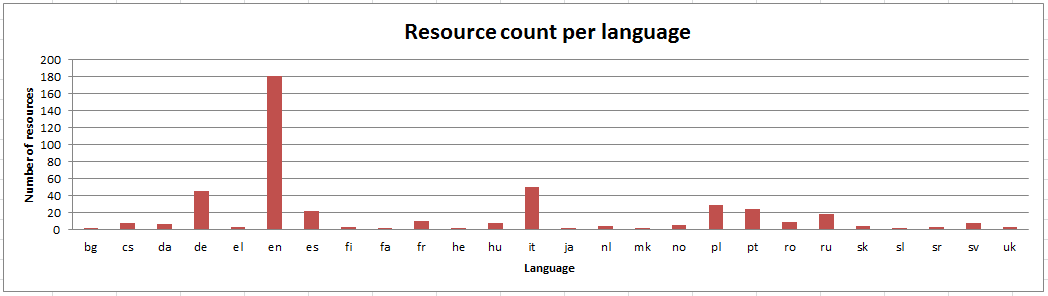 Resource count per language
Number of resources
200
180
160
140
120
100
80
60
40
20
0
bg cs da de el en es fi fa fr he hu it ja nl mk no pl pt ro ru sk sl sr sv uk
Language